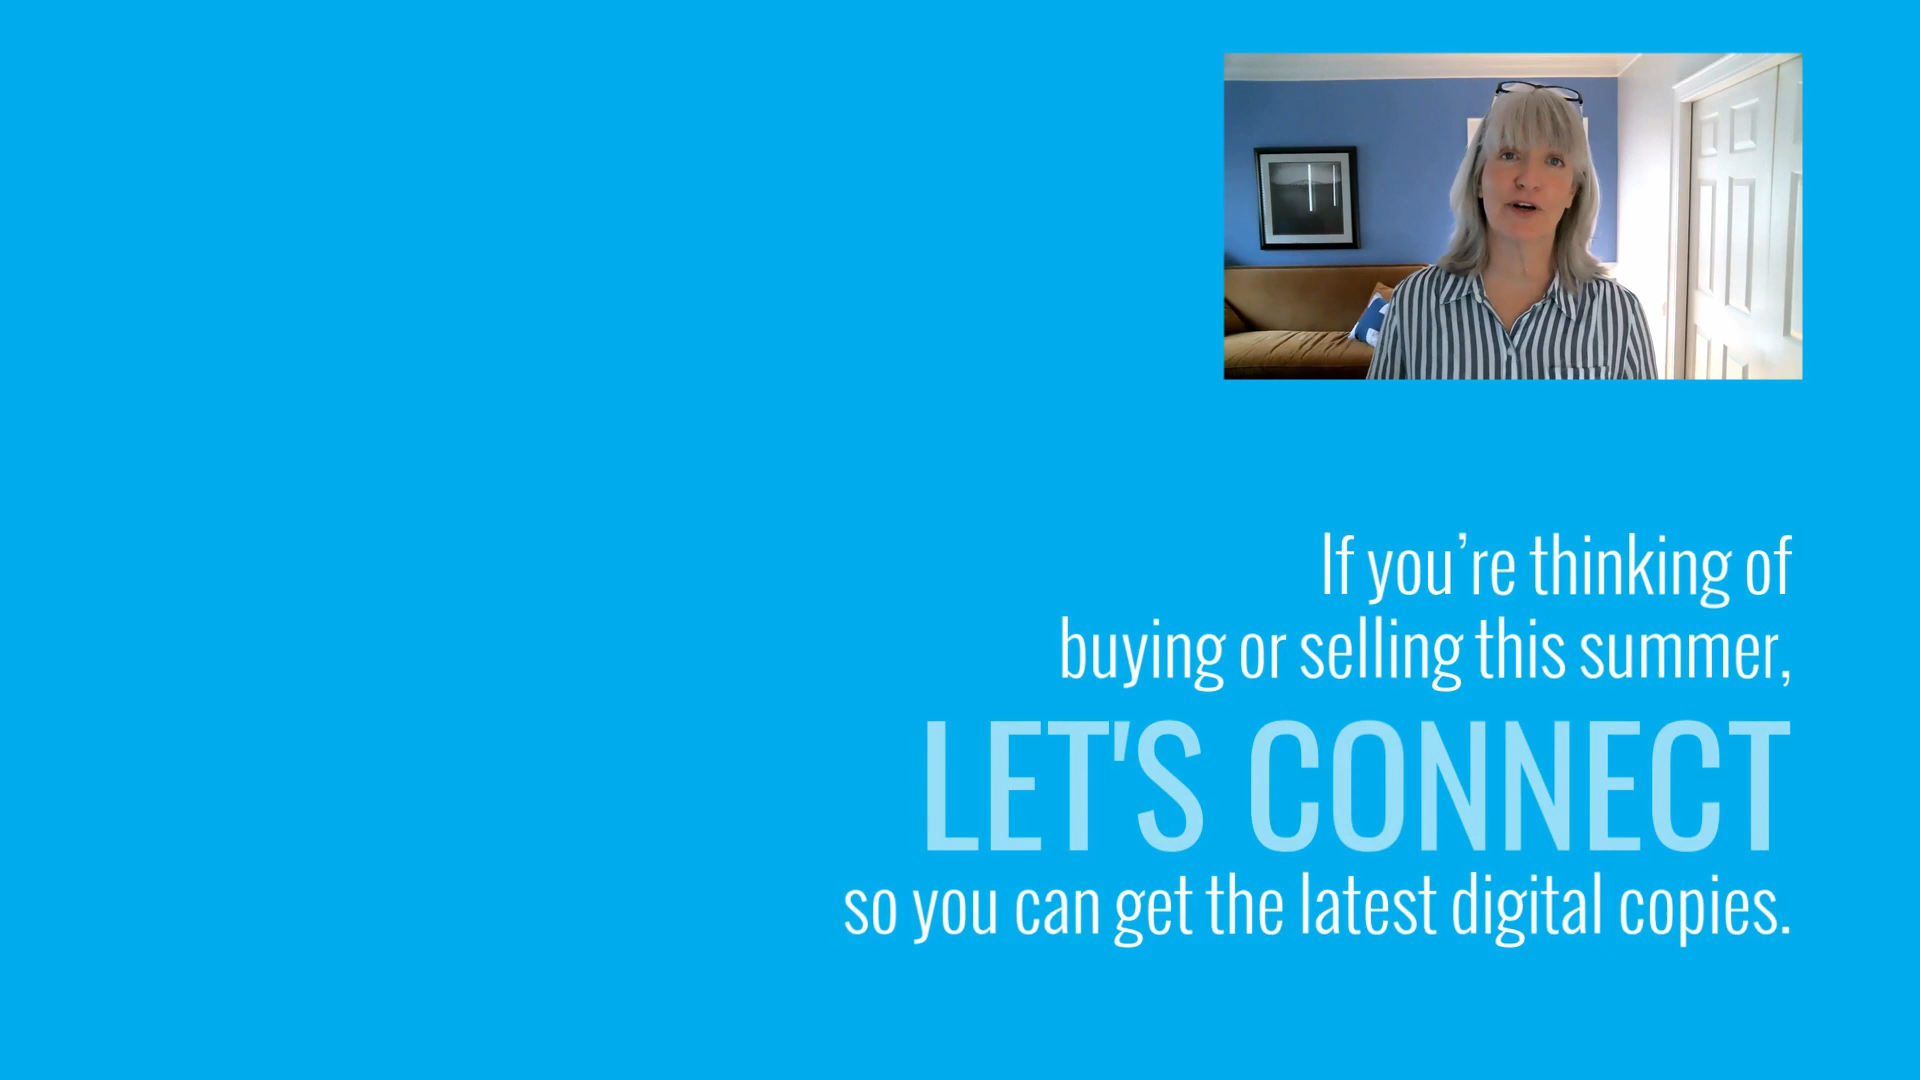 If you’re thinking of
buying or selling this summer,
LET'S CONNECT
so you can get the latest digital copies.